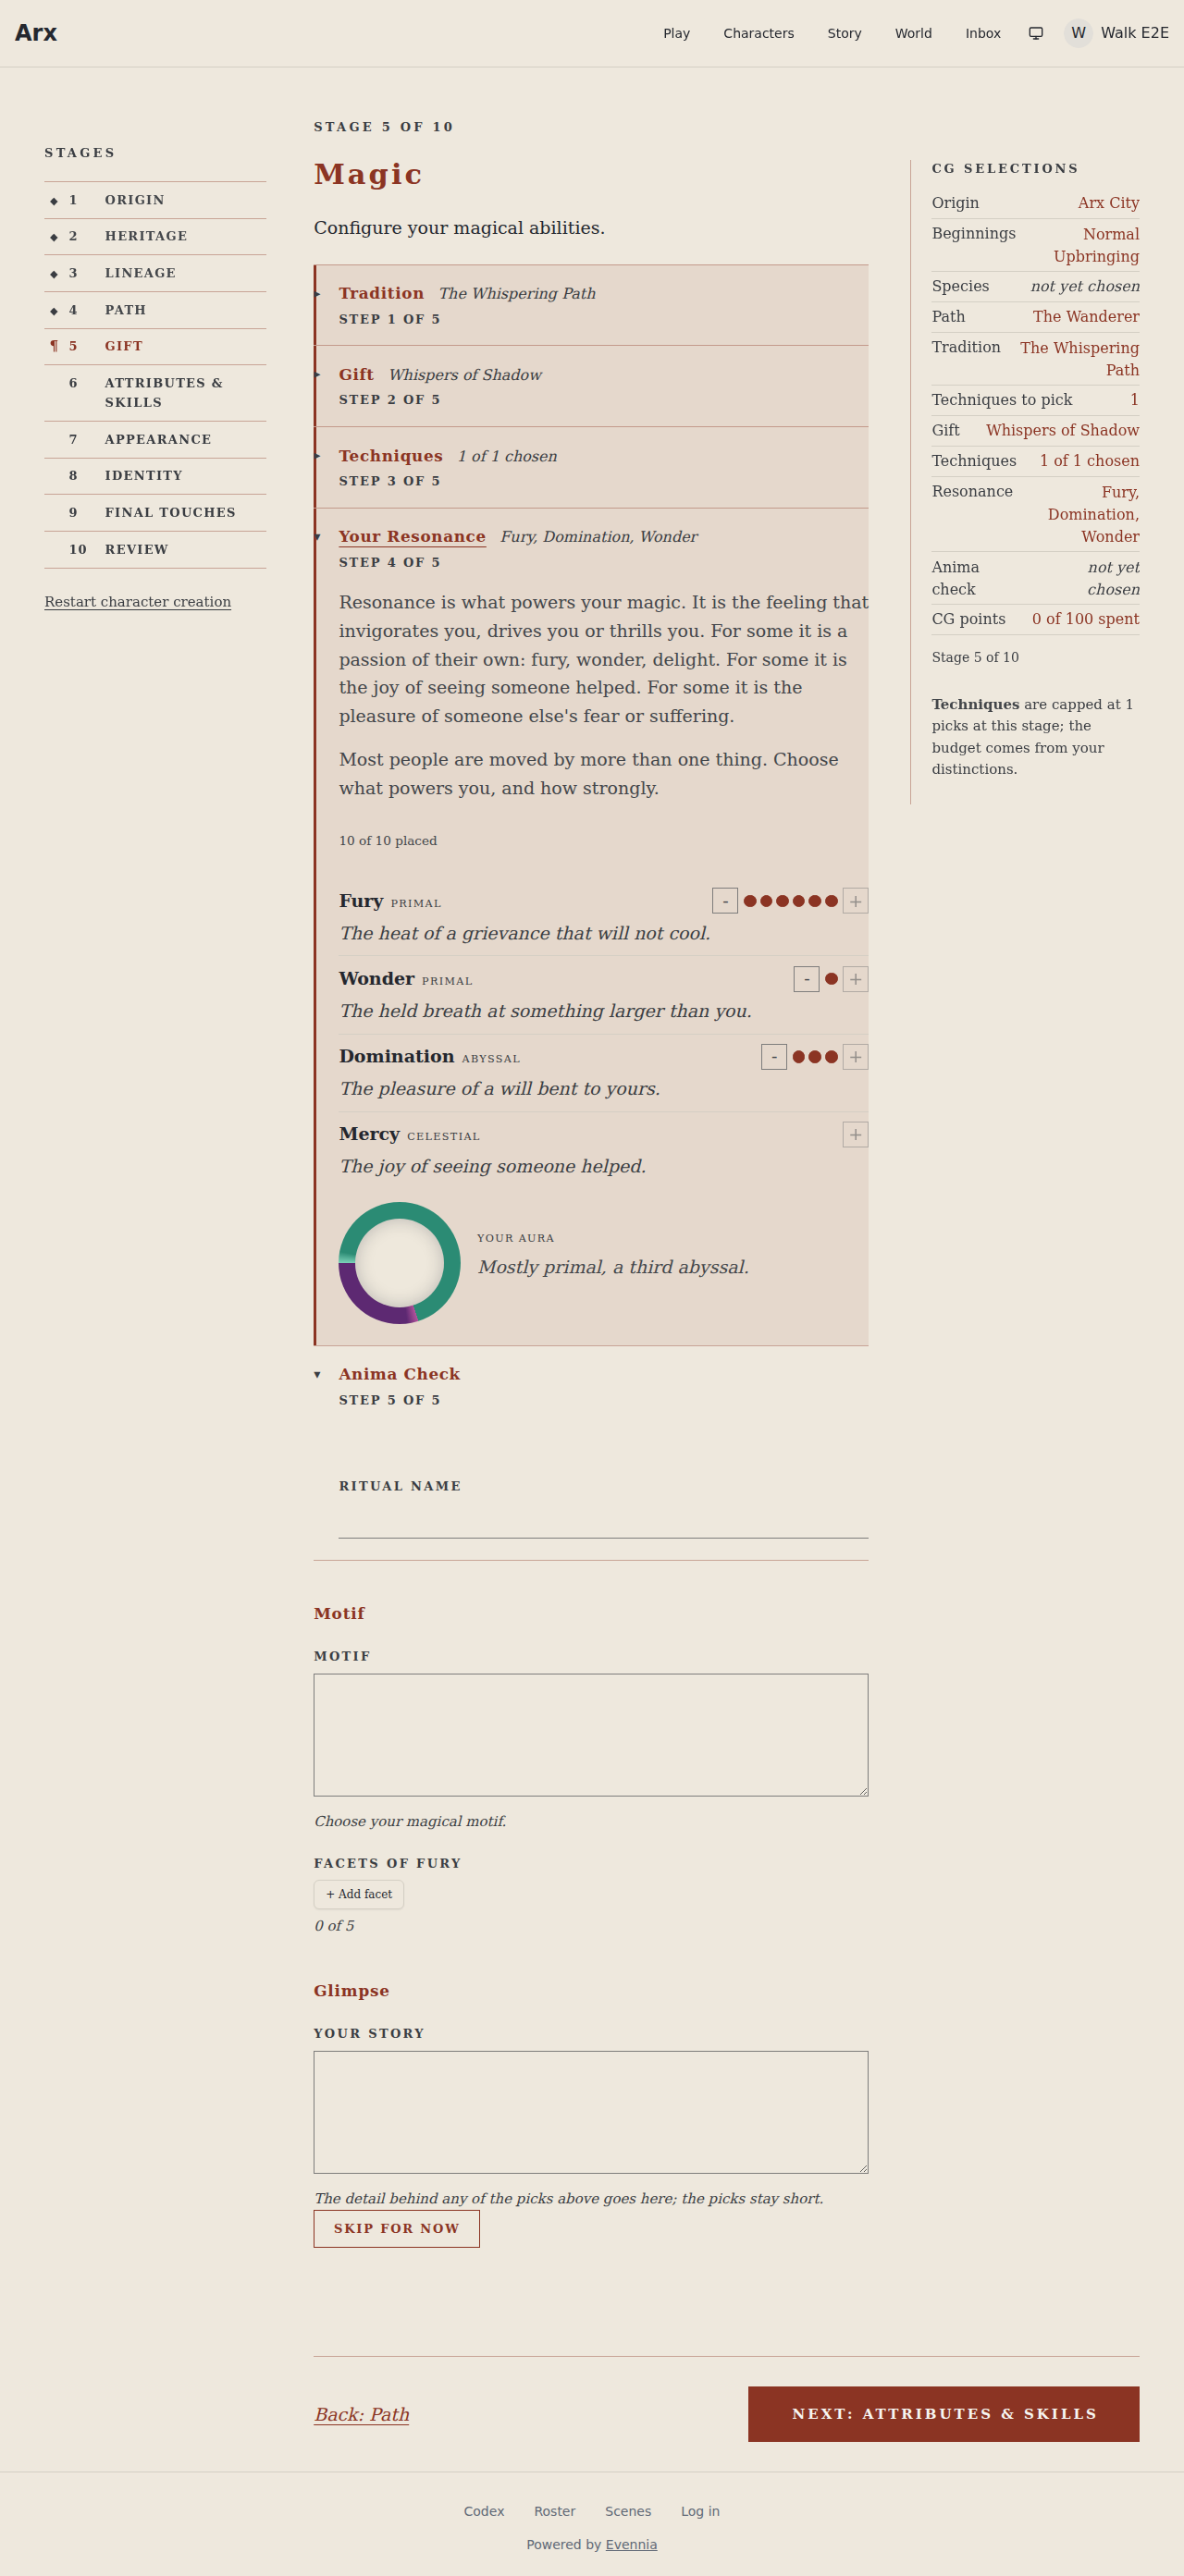 Arx
Play Characters Story World Inbox W Walk E2E
STAGES
◆ 1 ORIGIN
◆ 2 HERITAGE
◆ 3 LINEAGE
◆ 4 PATH
¶ 5 GIFT
6 ATTRIBUTES &
SKILLS
7 APPEARANCE
8 IDENTITY
9 FINAL TOUCHES
10 REVIEW
Restart character creation
STAGE 5 OF 10
Magic
Configure your magical abilities.
▸ Tradition The Whispering Path
STEP 1 OF 5
▸ Gift Whispers of Shadow
STEP 2 OF 5
▸ Techniques 1 of 1 chosen
STEP 3 OF 5
▾ Your Resonance Fury, Domination, Wonder
STEP 4 OF 5
Resonance is what powers your magic. It is the feeling that
invigorates you, drives you or thrills you. For some it is a
passion of their own: fury, wonder, delight. For some it is
the joy of seeing someone helped. For some it is the
pleasure of someone else's fear or suffering.
Most people are moved by more than one thing. Choose
what powers you, and how strongly.
10 of 10 placed
Fury PRIMAL - ●●●●●● +
The heat of a grievance that will not cool.
Wonder PRIMAL - ● +
The held breath at something larger than you.
Domination ABYSSAL - ●●● +
The pleasure of a will bent to yours.
Mercy CELESTIAL +
The joy of seeing someone helped.
YOUR AURA
Mostly primal, a third abyssal.
▾ Anima Check
STEP 5 OF 5
RITUAL NAME
Motif
MOTIF
Choose your magical motif.
FACETS OF FURY
+ Add facet
0 of 5
Glimpse
YOUR STORY
The detail behind any of the picks above goes here; the picks stay short.
SKIP FOR NOW
CG SELECTIONS
Origin Arx City
Beginnings Normal
Upbringing
Species not yet chosen
Path The Wanderer
Tradition The Whispering
Path
Techniques to pick 1
Gift Whispers of Shadow
Techniques 1 of 1 chosen
Resonance Fury,
Domination,
Wonder
Anima not yet
check chosen
CG points 0 of 100 spent
Stage 5 of 10
Techniques are capped at 1
picks at this stage; the
budget comes from your
distinctions.
Back: Path
NEXT: ATTRIBUTES & SKILLS
Codex Roster Scenes Log in
Powered by Evennia